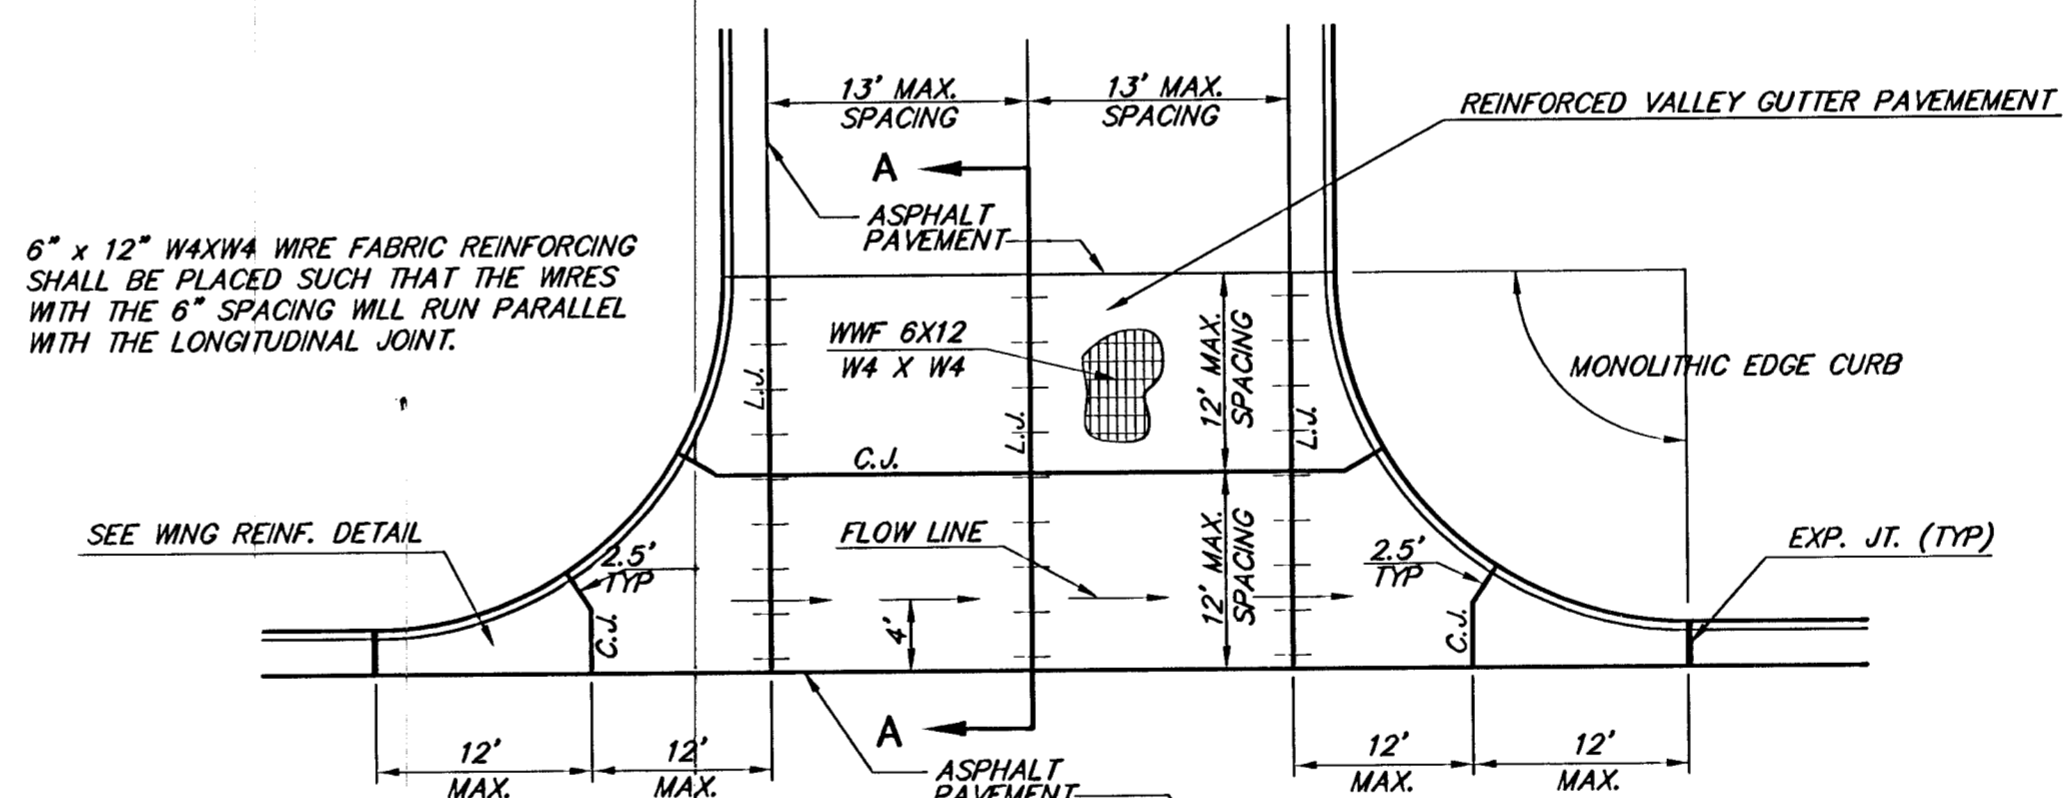 13' MAX.
SPACING
13' MAX.
SPACING
REINFORCED VALLEY GUTTER PAVEMEMENT
A
ASPHALT
PAVEMENT
6" x 12" W4XW4 WIRE FABRIC REINFORCING
SHALL BE PLACED SUCH THAT THE WIRES
WITH THE 6" SPACING WILL RUN PARALLEL
WITH THE LONGITUDINAL JOINT.
WWF 6X12
W4 X W4
12' MAX.
SPACING
MONOLITHIC EDGE CURB
L.J.
L.J.
L.J.
C.J.
SEE WING REINF. DETAIL
2.5'
TYP
FLOW LINE
12' MAX.
SPACING
2.5'
TYP
EXP. JT. (TYP)
C.J.
4'
C.J.
A
12'
MAX.
12'
MAX.
ASPHALT
PAVEMENT
12'
MAX.
12'
MAX.